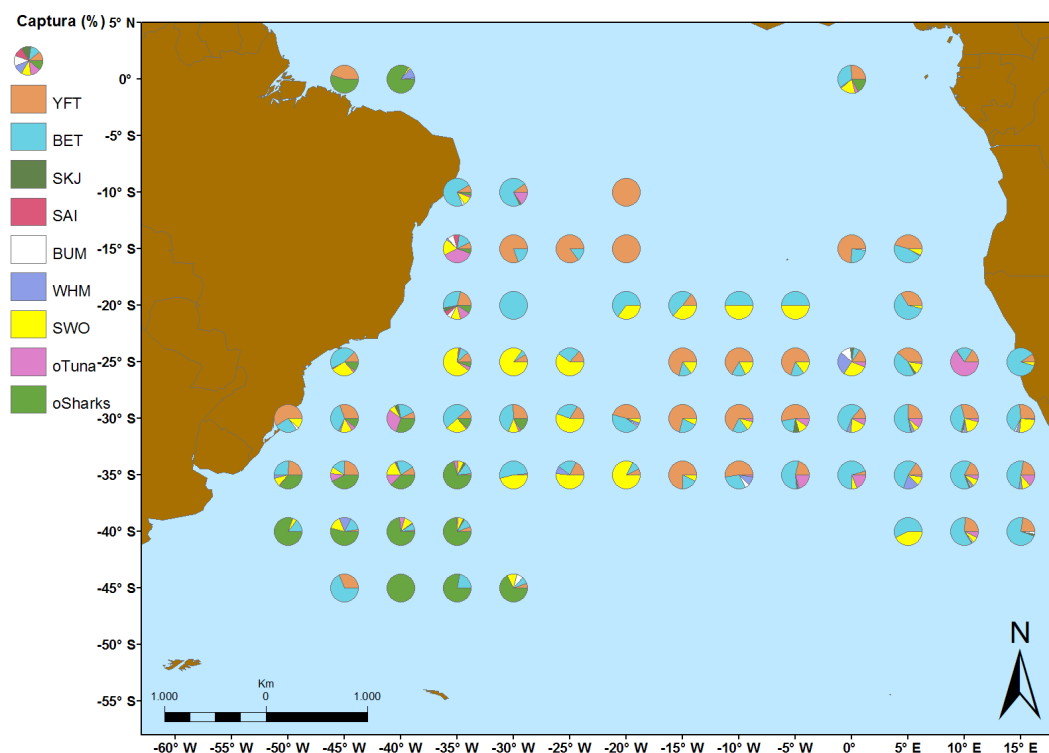 Captura (%)
YFT
BET
SKJ
SAI
BUM
WHM
SWO
oTuna
oSharks
5° N
0°
-5° S
-10° S
-15° S
-20° S
-25° S
-30° S
-35° S
-40° S
-45° S
-50° S
-55° S
Km
1.000 0 1.000
N
-60° W -55° W -50° W -45° W -40° W -35° W -30° W -25° W -20° W -15° W -10° W -5° W 0° 5° E 10° E 15° E